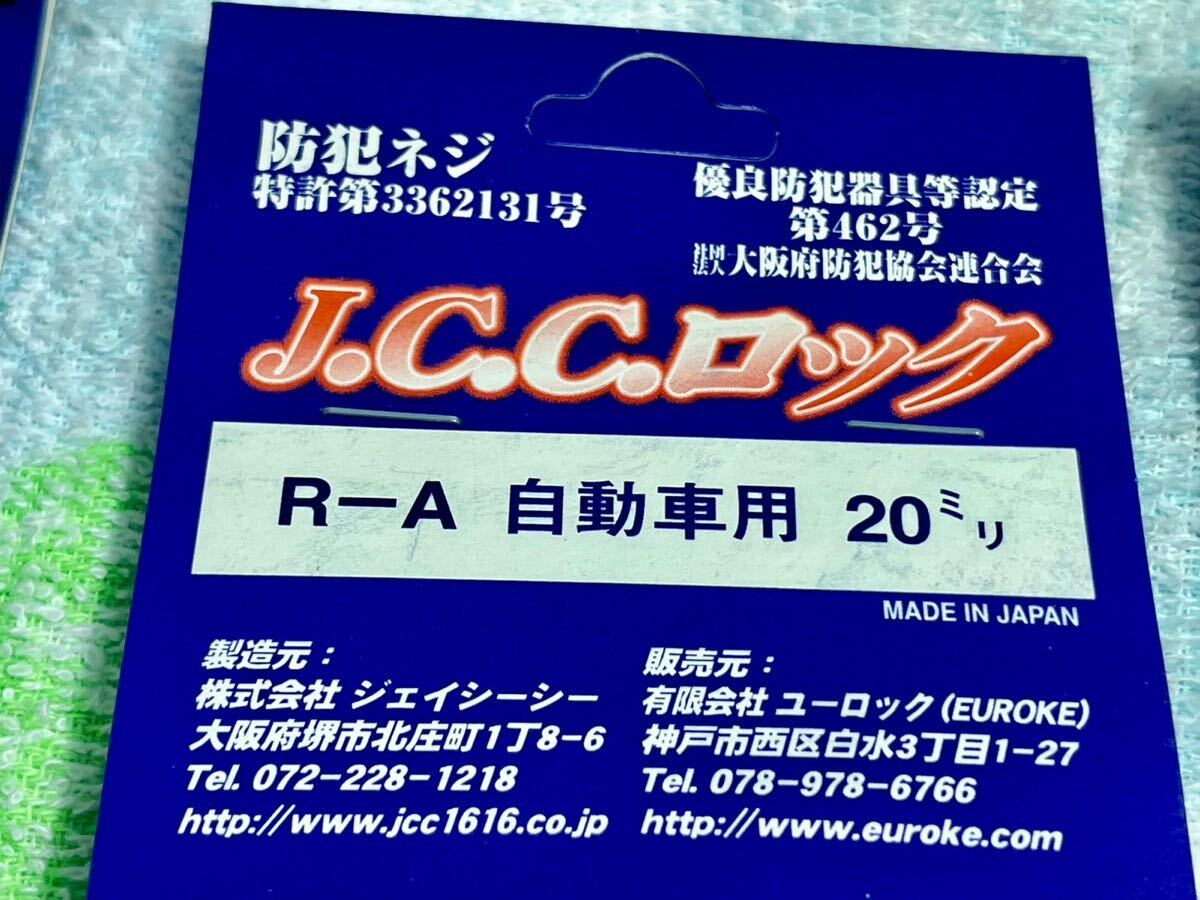 防犯ネジ
特許第3362131号
優良防犯器具等認定
第462号
社団法人 大阪府防犯協会連合会
J.C.C.ロック
R－A 自動車用 20ミリ
MADE IN JAPAN
製造元：
株式会社 ジェイシーシー
大阪府堺市北庄町1丁8-6
Tel. 072-228-1218
http://www.jcc1616.co.jp
販売元：
有限会社 ユーロック(EUROKE)
神戸市西区白水3丁目1-27
Tel. 078-978-6766
http://www.euroke.com